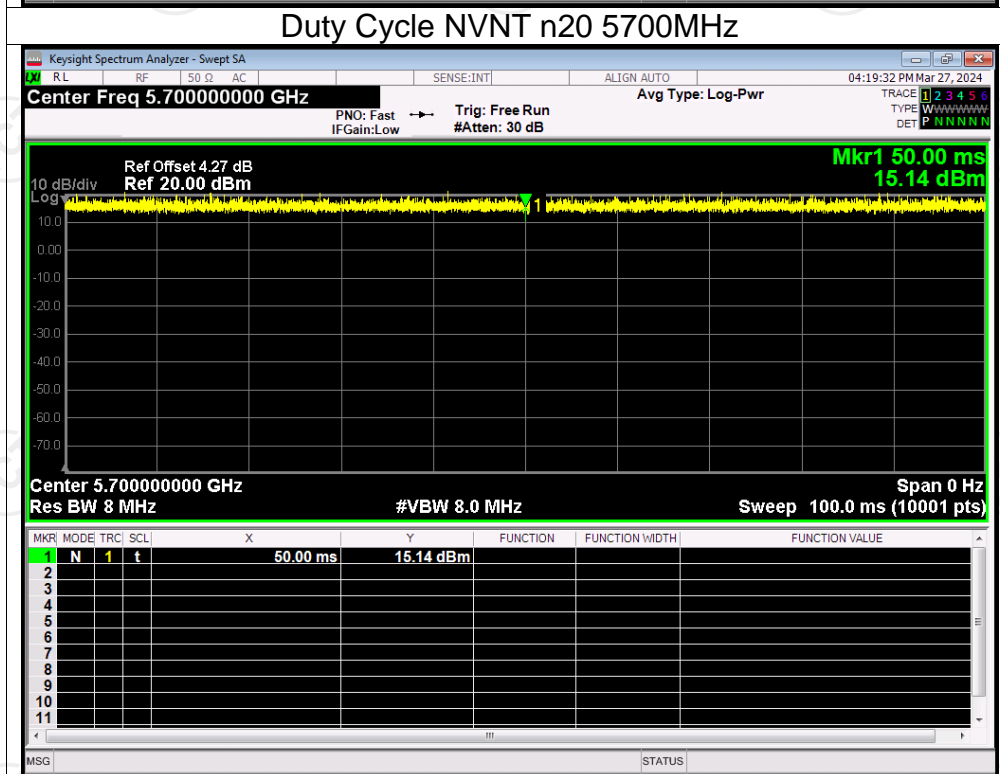 Duty Cycle NVNT n20 5700MHz
Keysight Spectrum Analyzer - Swept SA
LXI RL RF 50 Ω AC SENSE:INT ALIGN AUTO 04:19:32 PM Mar 27, 2024
Center Freq 5.700000000 GHz Avg Type: Log-Pwr TRACE 1 2 3 4 5 6
PNO: Fast Trig: Free Run TYPE WWWWWW
IFGain:Low #Atten: 30 dB DET P N N N N N
Mkr1 50.00 ms
Ref Offset 4.27 dB
10 dB/div Ref 20.00 dBm 15.14 dBm
Log
1
10.0
0.00
-10.0
-20.0
-30.0
-40.0
-50.0
-60.0
-70.0
Center 5.700000000 GHz Span 0 Hz
Res BW 8 MHz #VBW 8.0 MHz Sweep 100.0 ms (10001 pts)
MKR MODE TRC SCL X Y FUNCTION FUNCTION WIDTH FUNCTION VALUE
1 N 1 t 50.00 ms 15.14 dBm
2
3
4
5
6
7
8
9
10
11
MSG STATUS